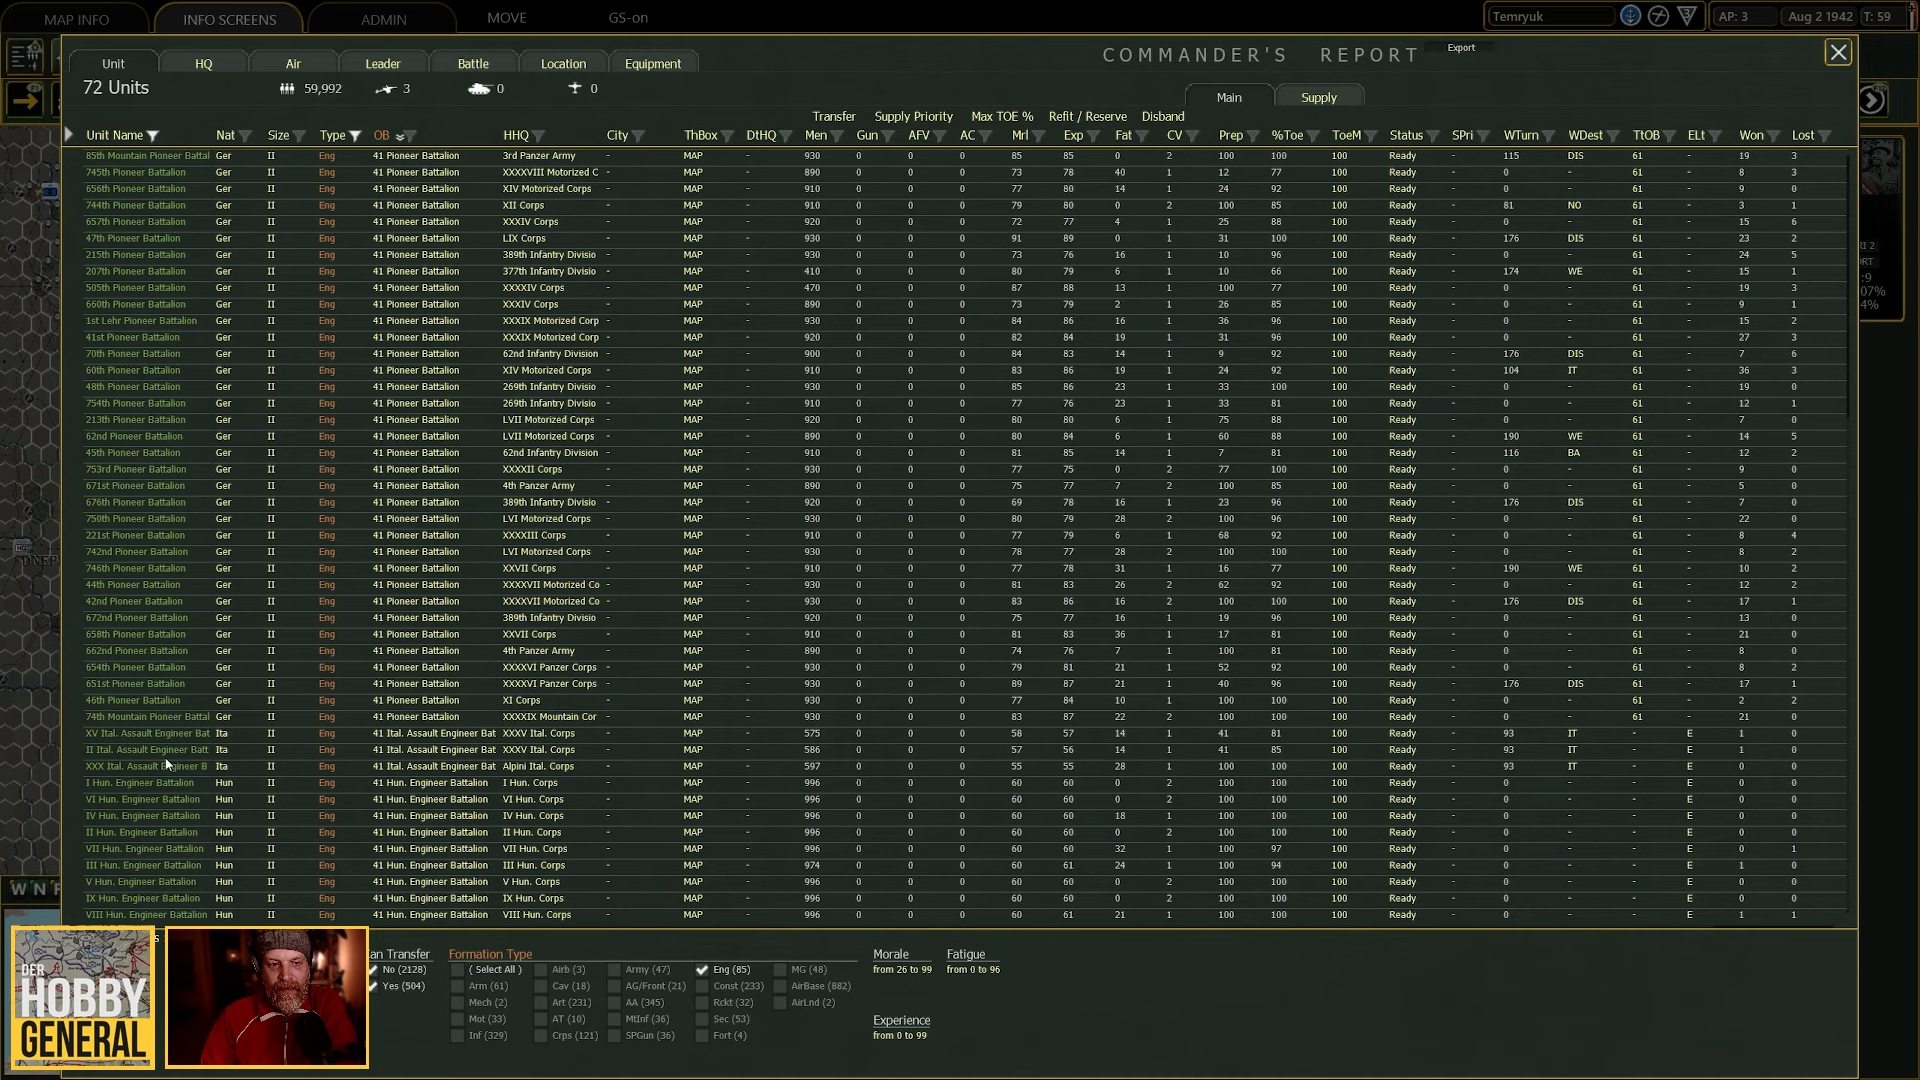 MAP INFO INFO SCREENS ADMIN MOVE GS-on Temryuk AP: 3 Aug 2 1942 T: 59
Unit HQ Air Leader Battle Location Equipment COMMANDER'S REPORT Export
72 Units 59,992 3 0 0 Main Supply
Transfer Supply Priority Max TOE % Refit / Reserve Disband
Unit Name Nat Size Type OB HHQ City ThBox DtHQ Men Gun AFV AC Mrl Exp Fat CV Prep %Toe ToeM Status SPri WTurn WDest TtOB ELt Won Lost
85th Mountain Pioneer Battal Ger II Eng 41 Pioneer Battalion 3rd Panzer Army - MAP - 930 0 0 0 85 85 0 2 100 100 100 Ready - 115 DIS 61 - 19 3
745th Pioneer Battalion Ger II Eng 41 Pioneer Battalion XXXXVIII Motorized C - MAP - 890 0 0 0 73 78 40 1 12 77 100 Ready - 0 - 61 - 8 3
656th Pioneer Battalion Ger II Eng 41 Pioneer Battalion XIV Motorized Corps - MAP - 910 0 0 0 77 80 14 1 24 92 100 Ready - 0 - 61 - 9 0
744th Pioneer Battalion Ger II Eng 41 Pioneer Battalion XII Corps - MAP - 910 0 0 0 79 80 0 2 100 85 100 Ready - 81 NO 61 - 3 1
657th Pioneer Battalion Ger II Eng 41 Pioneer Battalion XXXIV Corps - MAP - 920 0 0 0 72 77 4 1 25 88 100 Ready - 0 - 61 - 15 6
47th Pioneer Battalion Ger II Eng 41 Pioneer Battalion LIX Corps - MAP - 930 0 0 0 91 89 0 1 31 100 100 Ready - 176 DIS 61 - 23 2
215th Pioneer Battalion Ger II Eng 41 Pioneer Battalion 389th Infantry Divisio - MAP - 930 0 0 0 73 76 16 1 10 96 100 Ready - 0 - 61 - 24 5
207th Pioneer Battalion Ger II Eng 41 Pioneer Battalion 377th Infantry Divisio - MAP - 410 0 0 0 80 79 6 1 10 66 100 Ready - 174 WE 61 - 15 1
505th Pioneer Battalion Ger II Eng 41 Pioneer Battalion XXXXIV Corps - MAP - 470 0 0 0 87 88 13 1 100 77 100 Ready - 0 - 61 - 19 3
660th Pioneer Battalion Ger II Eng 41 Pioneer Battalion XXXIV Corps - MAP - 890 0 0 0 73 79 2 1 26 85 100 Ready - 0 - 61 - 9 1
1st Lehr Pioneer Battalion Ger II Eng 41 Pioneer Battalion XXXIX Motorized Corp - MAP - 930 0 0 0 84 86 16 1 36 96 100 Ready - 0 - 61 - 15 2
41st Pioneer Battalion Ger II Eng 41 Pioneer Battalion XXXIX Motorized Corp - MAP - 920 0 0 0 82 84 19 1 31 96 100 Ready - 0 - 61 - 27 3
70th Pioneer Battalion Ger II Eng 41 Pioneer Battalion 62nd Infantry Division - MAP - 900 0 0 0 84 83 14 1 9 92 100 Ready - 176 DIS 61 - 7 6
60th Pioneer Battalion Ger II Eng 41 Pioneer Battalion XIV Motorized Corps - MAP - 910 0 0 0 83 86 19 1 24 92 100 Ready - 104 IT 61 - 36 3
48th Pioneer Battalion Ger II Eng 41 Pioneer Battalion 269th Infantry Divisio - MAP - 930 0 0 0 85 86 23 1 33 100 100 Ready - 0 - 61 - 19 0
754th Pioneer Battalion Ger II Eng 41 Pioneer Battalion 269th Infantry Divisio - MAP - 910 0 0 0 77 76 23 1 33 81 100 Ready - 0 - 61 - 12 1
213th Pioneer Battalion Ger II Eng 41 Pioneer Battalion LVII Motorized Corps - MAP - 920 0 0 0 80 80 6 1 75 88 100 Ready - 0 - 61 - 7 0
62nd Pioneer Battalion Ger II Eng 41 Pioneer Battalion LVII Motorized Corps - MAP - 890 0 0 0 80 84 6 1 60 88 100 Ready - 190 WE 61 - 14 5
45th Pioneer Battalion Ger II Eng 41 Pioneer Battalion 62nd Infantry Division - MAP - 910 0 0 0 81 85 14 1 7 81 100 Ready - 116 BA 61 - 12 2
753rd Pioneer Battalion Ger II Eng 41 Pioneer Battalion XXXXII Corps - MAP - 930 0 0 0 77 75 0 2 77 100 100 Ready - 0 - 61 - 9 0
671st Pioneer Battalion Ger II Eng 41 Pioneer Battalion 4th Panzer Army - MAP - 890 0 0 0 75 77 7 2 100 85 100 Ready - 0 - 61 - 5 0
676th Pioneer Battalion Ger II Eng 41 Pioneer Battalion 389th Infantry Divisio - MAP - 920 0 0 0 69 78 16 1 23 96 100 Ready - 176 DIS 61 - 7 0
750th Pioneer Battalion Ger II Eng 41 Pioneer Battalion LVI Motorized Corps - MAP - 930 0 0 0 80 79 28 2 100 96 100 Ready - 0 - 61 - 22 0
221st Pioneer Battalion Ger II Eng 41 Pioneer Battalion XXXXIII Corps - MAP - 910 0 0 0 77 79 6 1 68 92 100 Ready - 0 - 61 - 8 4
742nd Pioneer Battalion Ger II Eng 41 Pioneer Battalion LVI Motorized Corps - MAP - 930 0 0 0 78 77 28 2 100 100 100 Ready - 0 - 61 - 8 2
746th Pioneer Battalion Ger II Eng 41 Pioneer Battalion XXVII Corps - MAP - 910 0 0 0 77 78 31 1 16 77 100 Ready - 190 WE 61 - 10 2
44th Pioneer Battalion Ger II Eng 41 Pioneer Battalion XXXXVII Motorized Co - MAP - 930 0 0 0 81 83 26 2 62 92 100 Ready - 0 - 61 - 12 2
42nd Pioneer Battalion Ger II Eng 41 Pioneer Battalion XXXXVII Motorized Co - MAP - 930 0 0 0 83 86 16 2 100 100 100 Ready - 176 DIS 61 - 17 1
672nd Pioneer Battalion Ger II Eng 41 Pioneer Battalion 389th Infantry Divisio - MAP - 920 0 0 0 75 77 16 1 19 96 100 Ready - 0 - 61 - 13 0
658th Pioneer Battalion Ger II Eng 41 Pioneer Battalion XXVII Corps - MAP - 910 0 0 0 81 83 36 1 17 81 100 Ready - 0 - 61 - 21 0
662nd Pioneer Battalion Ger II Eng 41 Pioneer Battalion 4th Panzer Army - MAP - 890 0 0 0 74 76 7 1 100 81 100 Ready - 0 - 61 - 8 0
654th Pioneer Battalion Ger II Eng 41 Pioneer Battalion XXXXVI Panzer Corps - MAP - 930 0 0 0 79 81 21 1 52 92 100 Ready - 0 - 61 - 8 2
651st Pioneer Battalion Ger II Eng 41 Pioneer Battalion XXXXVI Panzer Corps - MAP - 930 0 0 0 89 87 21 1 40 96 100 Ready - 176 DIS 61 - 17 1
46th Pioneer Battalion Ger II Eng 41 Pioneer Battalion XI Corps - MAP - 930 0 0 0 77 84 10 1 100 100 100 Ready - 0 - 61 - 2 2
74th Mountain Pioneer Battal Ger II Eng 41 Pioneer Battalion XXXXIX Mountain Cor - MAP - 930 0 0 0 83 87 22 2 100 100 100 Ready - 0 - 61 - 21 0
XV Ital. Assault Engineer Bat Ita II Eng 41 Ital. Assault Engineer Bat XXXV Ital. Corps - MAP - 575 0 0 0 58 57 14 1 41 81 100 Ready - 93 IT - E 1 0
II Ital. Assault Engineer Batt Ita II Eng 41 Ital. Assault Engineer Bat XXXV Ital. Corps - MAP - 586 0 0 0 57 56 14 1 41 85 100 Ready - 93 IT - E 1 0
XXX Ital. Assault Engineer B Ita II Eng 41 Ital. Assault Engineer Bat Alpini Ital. Corps - MAP - 597 0 0 0 55 55 28 1 100 100 100 Ready - 93 IT - E 0 0
I Hun. Engineer Battalion Hun II Eng 41 Hun. Engineer Battalion I Hun. Corps - MAP - 996 0 0 0 60 60 0 2 100 100 100 Ready - 0 - - E 0 0
VI Hun. Engineer Battalion Hun II Eng 41 Hun. Engineer Battalion VI Hun. Corps - MAP - 996 0 0 0 60 60 0 2 100 100 100 Ready - 0 - - E 0 0
IV Hun. Engineer Battalion Hun II Eng 41 Hun. Engineer Battalion IV Hun. Corps - MAP - 996 0 0 0 60 60 18 1 100 100 100 Ready - 0 - - E 0 0
II Hun. Engineer Battalion Hun II Eng 41 Hun. Engineer Battalion II Hun. Corps - MAP - 996 0 0 0 60 60 0 2 100 100 100 Ready - 0 - - E 0 0
VII Hun. Engineer Battalion Hun II Eng 41 Hun. Engineer Battalion VII Hun. Corps - MAP - 996 0 0 0 60 60 32 1 100 97 100 Ready - 0 - - E 0 1
III Hun. Engineer Battalion Hun II Eng 41 Hun. Engineer Battalion III Hun. Corps - MAP - 974 0 0 0 60 61 24 1 100 94 100 Ready - 0 - - E 1 0
V Hun. Engineer Battalion Hun II Eng 41 Hun. Engineer Battalion V Hun. Corps - MAP - 996 0 0 0 60 60 0 2 100 100 100 Ready - 0 - - E 0 0
IX Hun. Engineer Battalion Hun II Eng 41 Hun. Engineer Battalion IX Hun. Corps - MAP - 996 0 0 0 60 60 0 2 100 100 100 Ready - 0 - - E 0 0
VIII Hun. Engineer Battalion Hun II Eng 41 Hun. Engineer Battalion VIII Hun. Corps - MAP - 996 0 0 0 60 61 21 1 100 100 100 Ready - 0 - - E 1 1
DER
HOBBY
GENERAL
an Transfer Formation Type Morale Fatigue
No (2128) ( Select All ) Airb (3) Army (47) Eng (85) MG (48) from 26 to 99 from 0 to 96
Yes (504) Arm (61) Cav (18) AG/Front (21) Const (233) AirBase (882)
Mech (2) Art (231) AA (345) Rckt (32) AirLnd (2)
Mot (33) AT (10) MtInf (36) Sec (53) Experience
Inf (329) Crps (121) SPGun (36) Fort (4) from 0 to 99